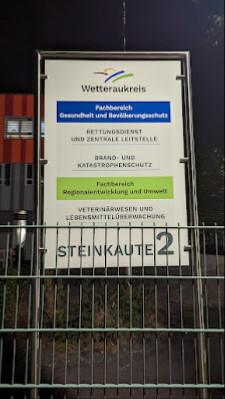 Wetteraukreis
Fachbereich
Gesundheit und Bevölkerungsschutz
RETTUNGSDIENST
UND ZENTRALE LEITSTELLE
BRAND- UND
KATASTROPHENSCHUTZ
Fachbereich
Regionalentwicklung und Umwelt
VETERINÄRWESEN UND
LEBENSMITTELÜBERWACHUNG
STEINKAUTE 2